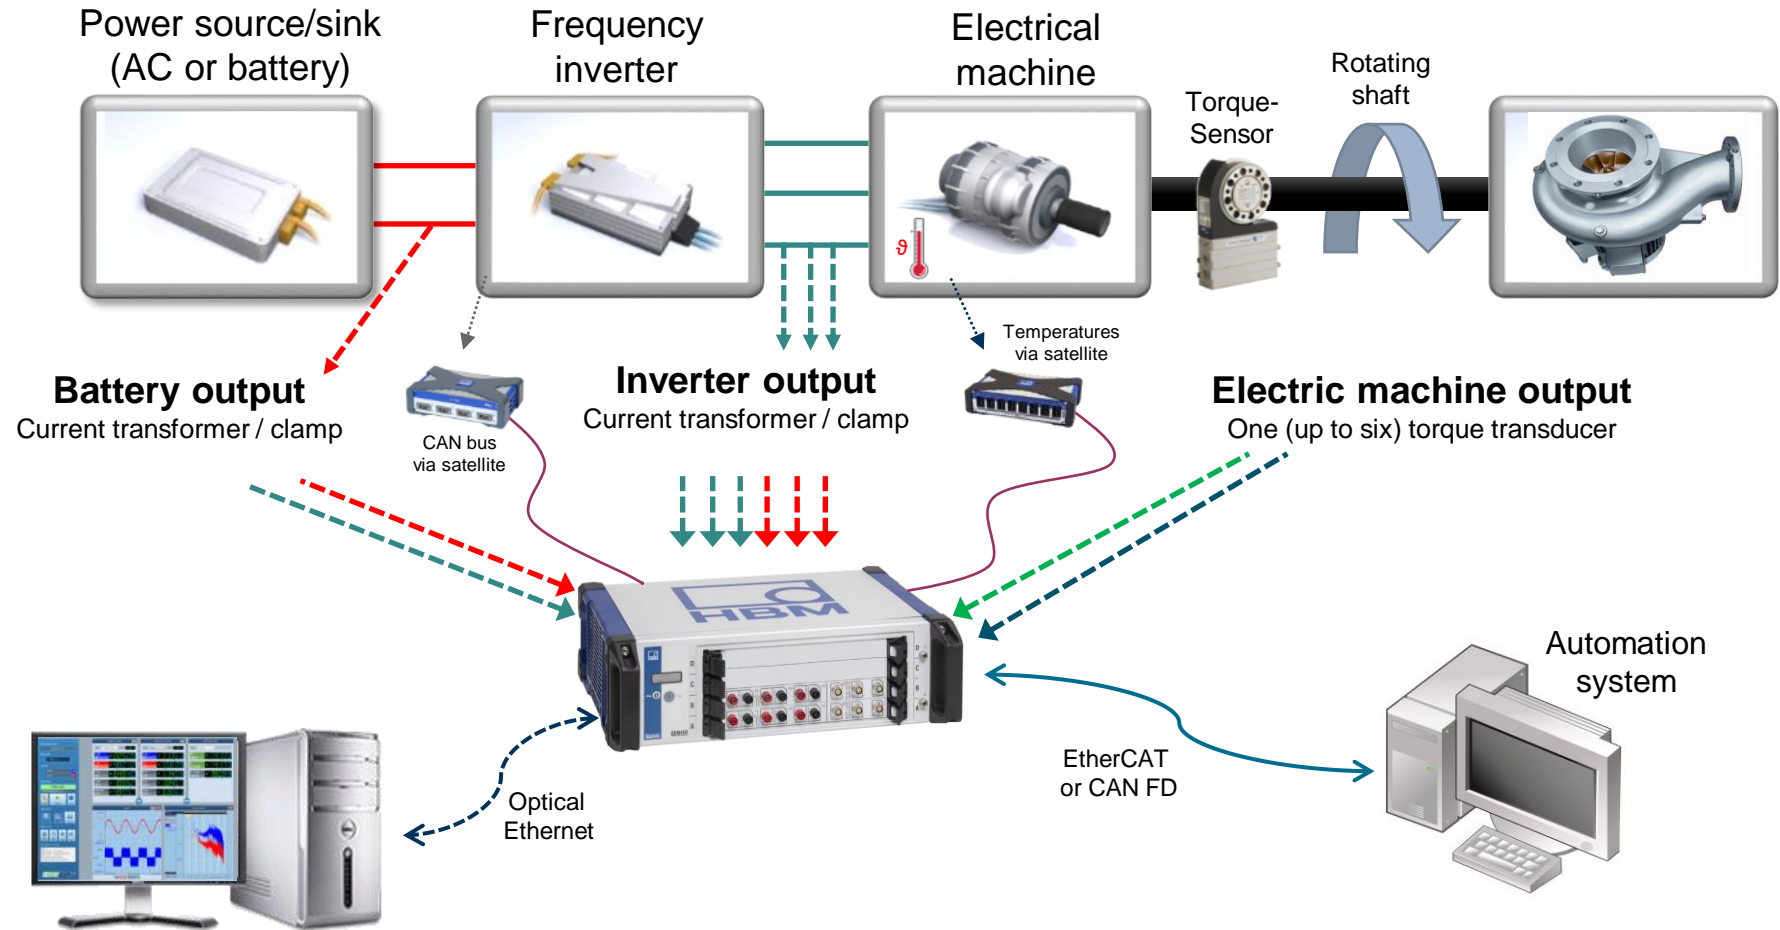 Power source/sink
(AC or battery)
Frequency
inverter
Electrical
machine
Torque-
Sensor
Rotating
shaft
ϑ
Temperatures
via satellite
Battery output
Current transformer / clamp
CAN bus
via satellite
Inverter output
Current transformer / clamp
Electric machine output
One (up to six) torque transducer
HBM
D
C
B
A
D
C
B
A
Automation
system
EtherCAT
or CAN FD
Optical
Ethernet